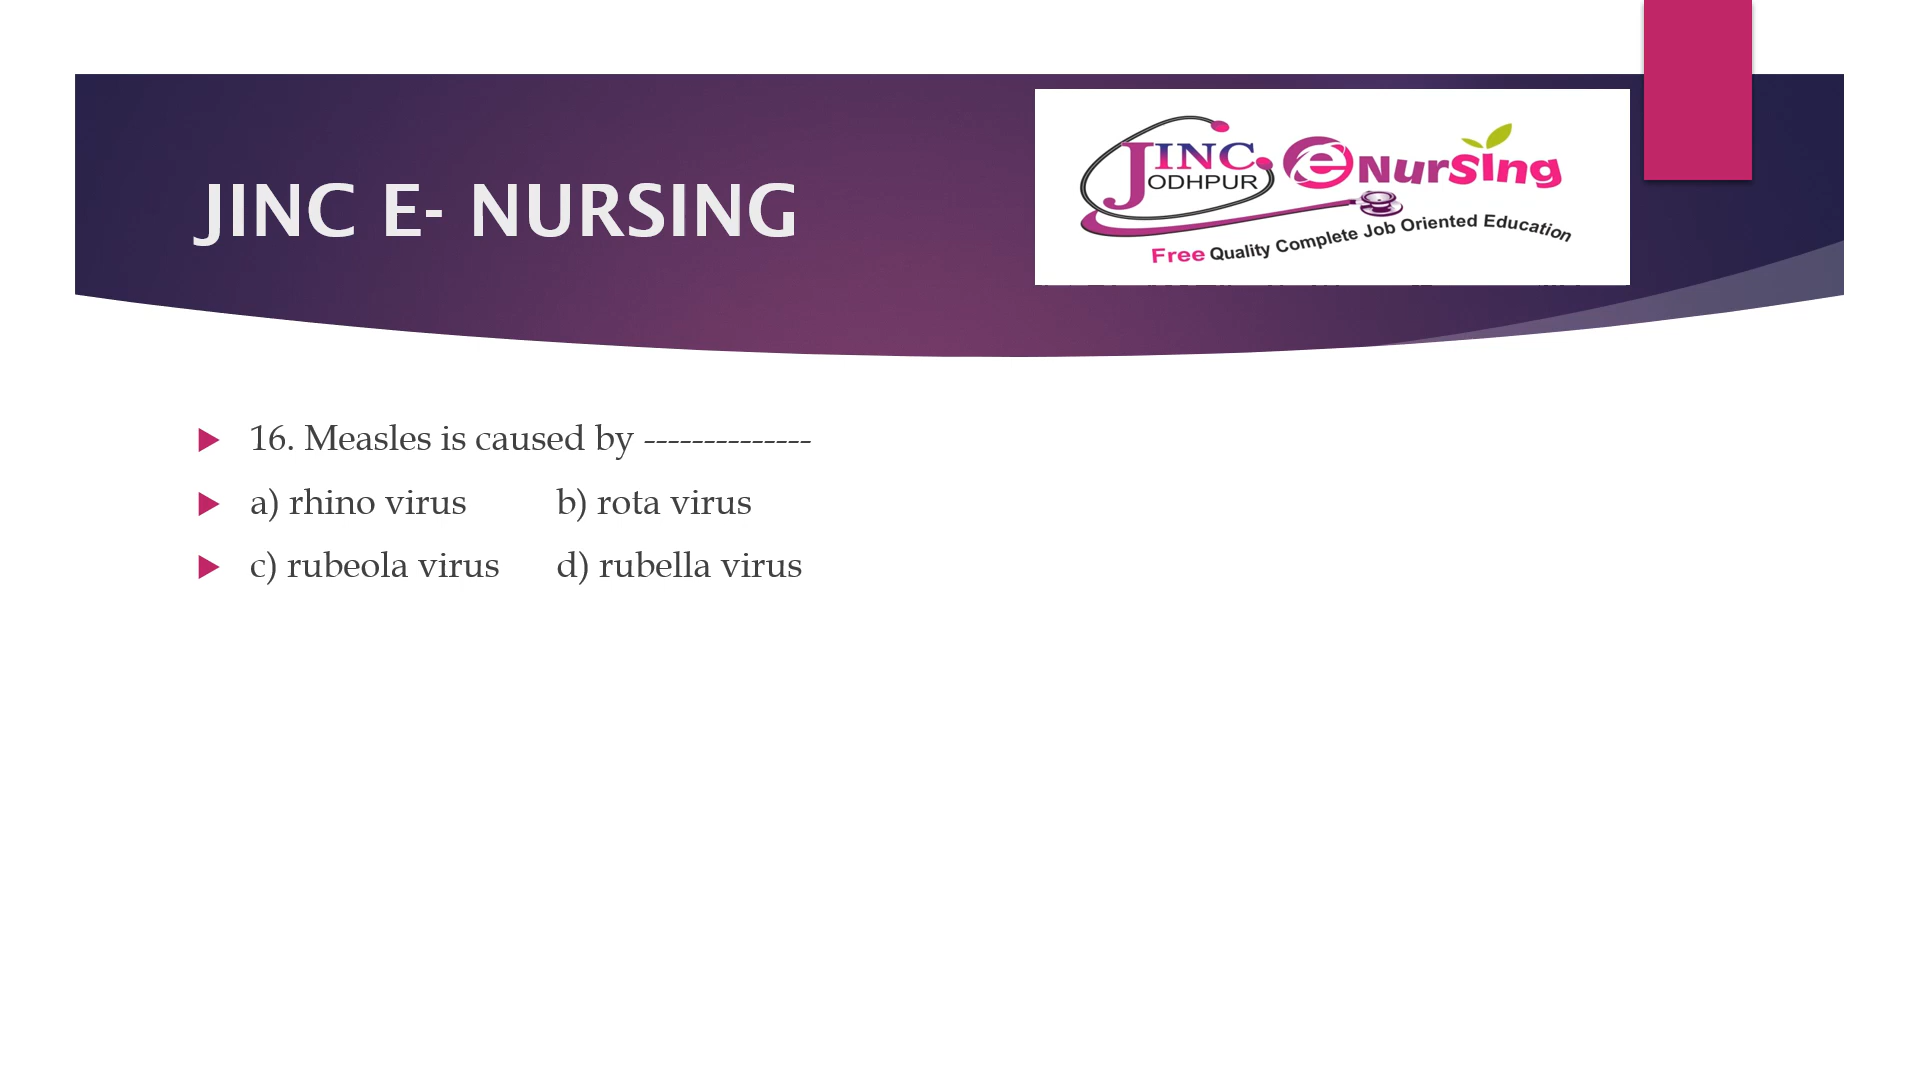 JINC E- NURSING
JINC
ODHPUR
eNursing
Free Quality Complete Job Oriented Education
16. Measles is caused by --------------
a) rhino virus b) rota virus
c) rubeola virus d) rubella virus